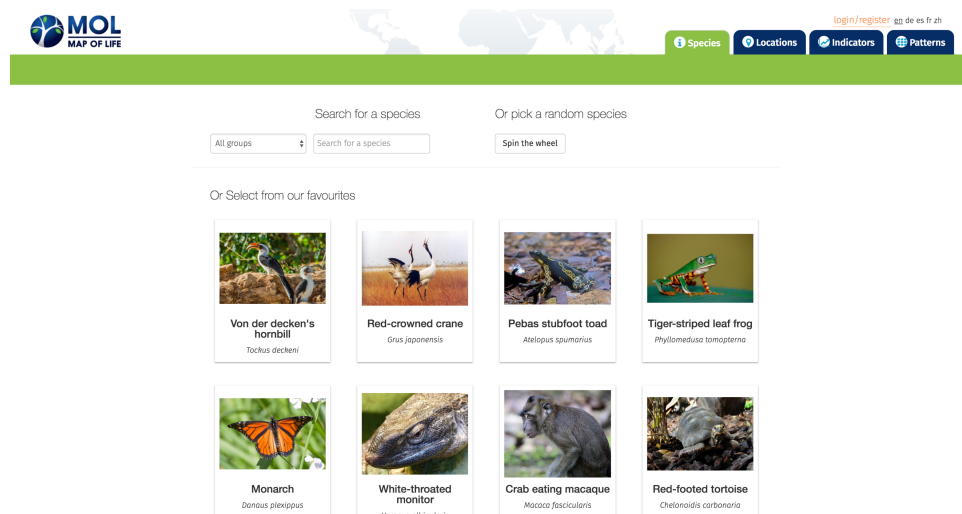 MOL
MAP OF LIFE
login/register en de es fr zh
Species
Locations
Indicators
Patterns
Search for a species
Or pick a random species
All groups
Search for a species
Spin the wheel
Or Select from our favourites
Von der decken's
hornbill
Tockus deckeni
Red-crowned crane
Grus japonensis
Pebas stubfoot toad
Atelopus spumarius
Tiger-striped leaf frog
Phyllomedusa tomopterna
Monarch
Danaus plexippus
White-throated
monitor
Crab eating macaque
Macaca fascicularis
Red-footed tortoise
Chelonoidis carbonaria